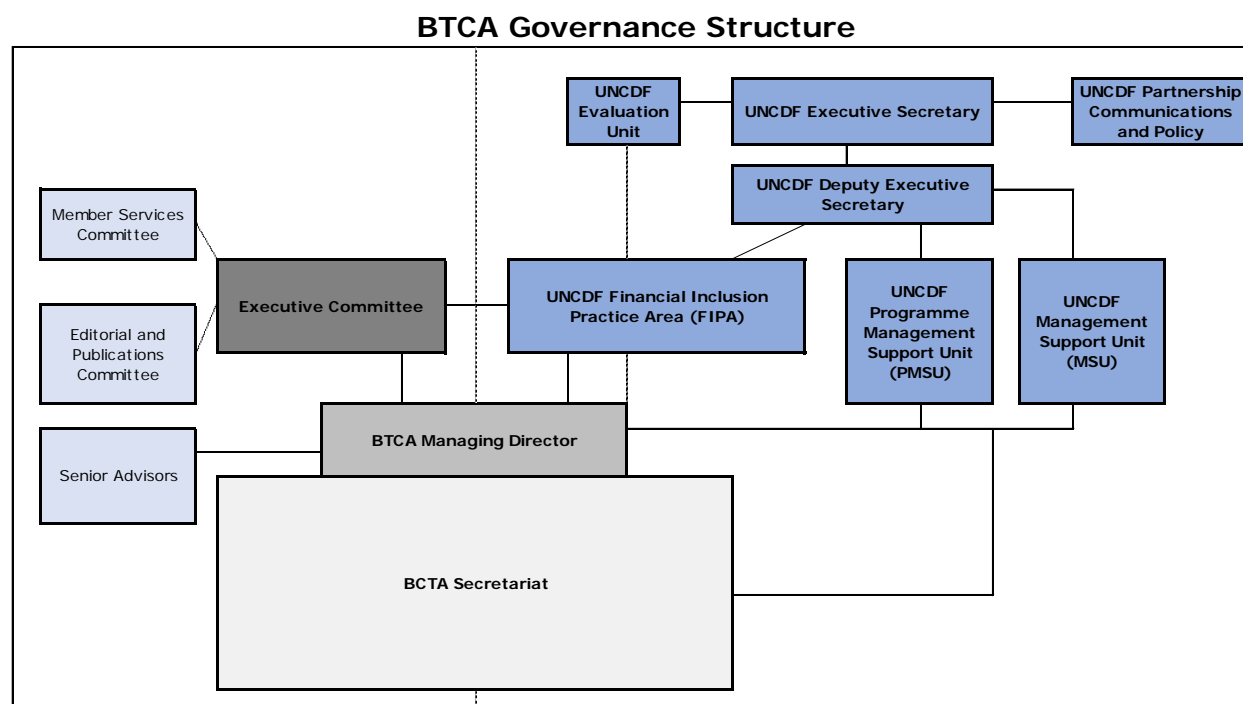 BTCA Governance Structure
UNCDF
Evaluation
Unit
UNCDF Executive Secretary
UNCDF Partnership
Communications
and Policy
UNCDF Deputy Executive
Secretary
Member Services
Committee
Executive Committee
UNCDF Financial Inclusion
Practice Area (FIPA)
UNCDF
Programme
Management
Support Unit
(PMSU)
UNCDF
Management
Support Unit
(MSU)
Editorial and
Publications
Committee
BTCA Managing Director
Senior Advisors
BCTA Secretariat